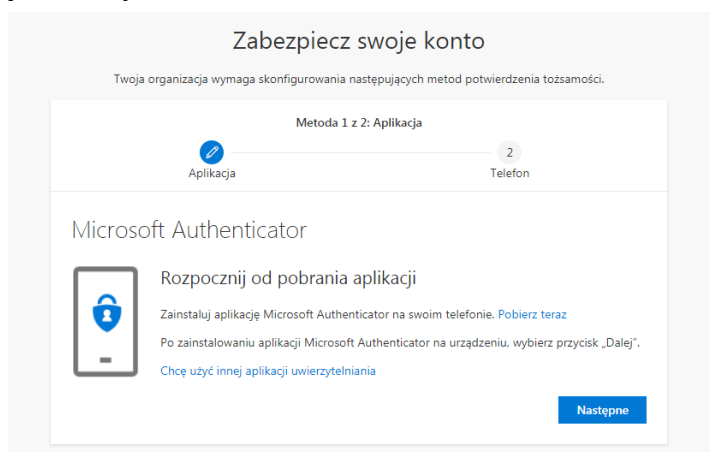 Zabezpiecz swoje konto
Twoja organizacja wymaga skonfigurowania następujących metod potwierdzenia tożsamości.
Metoda 1 z 2: Aplikacja
2
Aplikacja
Telefon
Microsoft Authenticator
Rozpocznij od pobrania aplikacji
Zainstaluj aplikację Microsoft Authenticator na swoim telefonie. Pobierz teraz
Po zainstalowaniu aplikacji Microsoft Authenticator na urządzeniu, wybierz przycisk „Dalej”.
Chcę użyć innej aplikacji uwierzytelniania
Następne